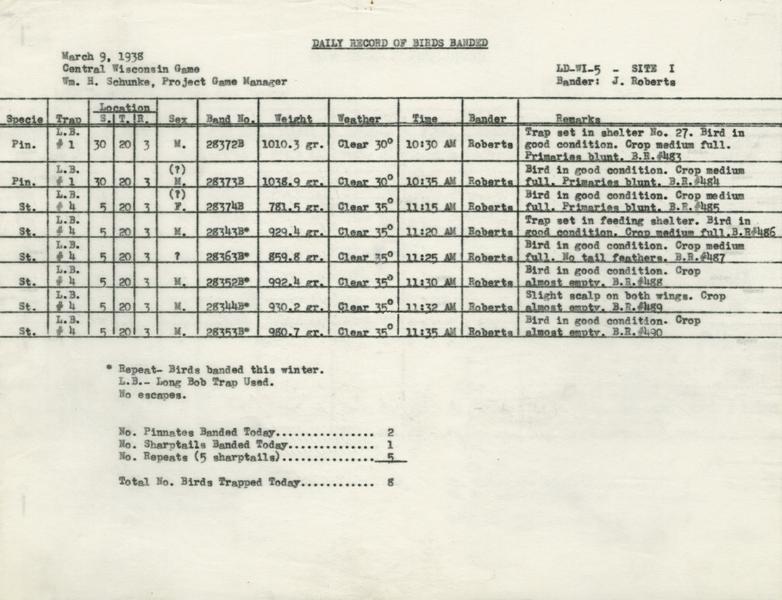 DAILY RECORD OF BIRDS BANDED
March 9, 1938
Central Wisconsin Game
Wm. H. Schunke, Project Game Manager
LD-WI-5 - SITE I
Bander: J. Roberts
Specie Trap Location S. T. R. Sex Band No. Weight Weather Time Bander Remarks
Pin. L.B. # 1 30 20 3 M. 28372B 1010.3 gr. Clear 30° 10:30 AM Roberts Trap set in shelter No. 27. Bird in
good condition. Crop medium full.
Primaries blunt. B.R.#483
Pin. L.B. # 1 30 20 3 (?) M. 28373B 1038.9 gr. Clear 30° 10:35 AM Roberts Bird in good condition. Crop medium
full. Primaries blunt. B.R.#484
St. L.B. # 4 5 20 3 (?) F. 28374B 781.5 gr. Clear 35° 11:15 AM Roberts Bird in good condition. Crop medium
full. Primaries blunt. B.R.#485
St. L.B. # 4 5 20 3 M. 28343B* 929.4 gr. Clear 35° 11:20 AM Roberts Trap set in feeding shelter. Bird in
good condition. Crop medium full.B.R#486
St. L.B. # 4 5 20 3 ? 28363B* 859.8 gr. Clear 35° 11:25 AM Roberts Bird in good condition. Crop medium
full. No tail feathers. B.R.#487
St. L.B. # 4 5 20 3 M. 28352B* 992.4 gr. Clear 35° 11:30 AM Roberts Bird in good condition. Crop
almost empty. B.R.#488
St. L.B. # 4 5 20 3 M. 28344B* 930.2 gr. Clear 35° 11:32 AM Roberts Slight scalp on both wings. Crop
almost empty. B.R.#489
St. L.B. # 4 5 20 3 M. 28353B* 980.7 gr. Clear 35° 11:35 AM Roberts Bird in good condition. Crop
almost empty. B.R.#490
* Repeat- Birds banded this winter.
L.B.- Long Bob Trap Used.
No escapes.
No. Pinnates Banded Today................ 2
No. Sharptails Banded Today.............. 1
No. Repeats (5 sharptails)............... 5
Total No. Birds Trapped Today............ 8